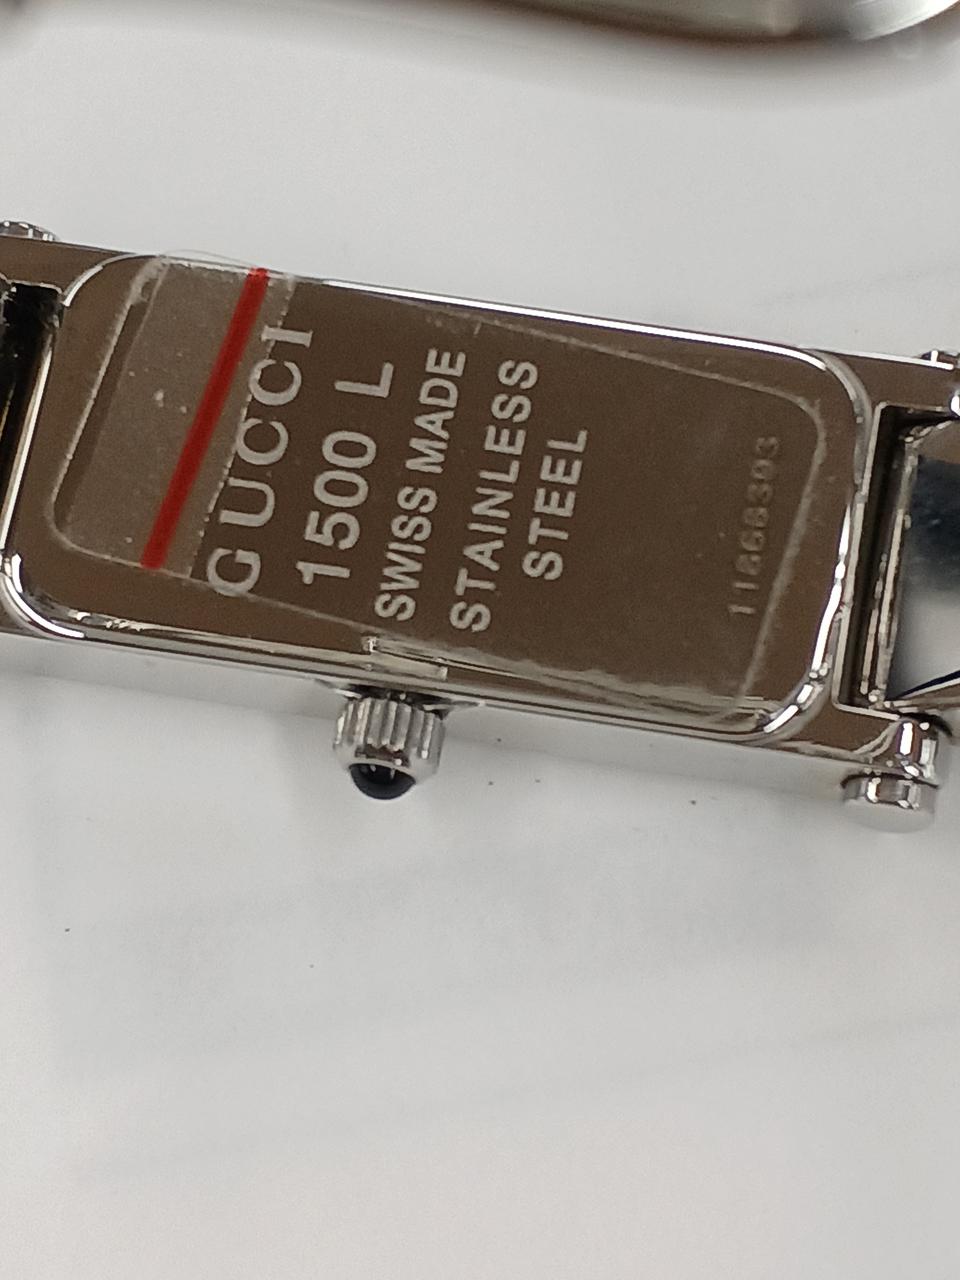 GUCCI
1500 L
SWISS MADE
STAINLESS
STEEL